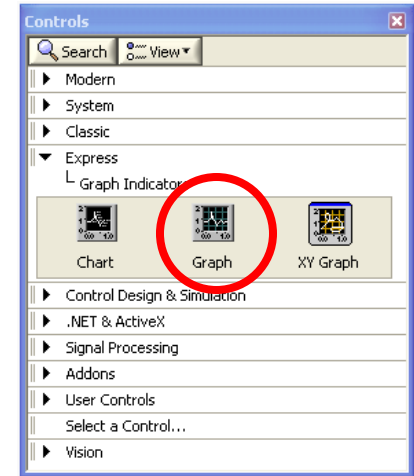 Controls
Search View
Modern
System
Classic
Express
Graph Indicators
Chart Graph XY Graph
Control Design & Simulation
.NET & ActiveX
Signal Processing
Addons
User Controls
Select a Control...
Vision